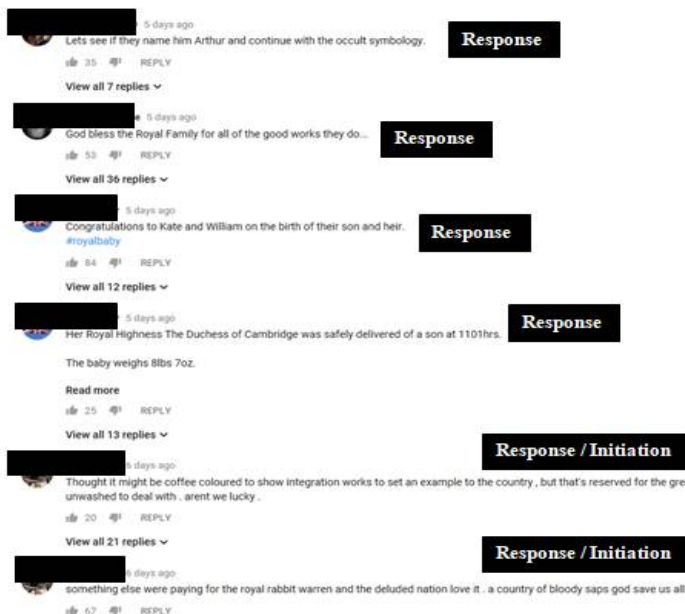 5 days ago
Lets see if they name him Arthur and continue with the occult symbology.
Response
35 REPLY
View all 7 replies
5 days ago
God bless the Royal Family for all of the good works they do...
Response
53 REPLY
View all 36 replies
5 days ago
Congratulations to Kate and William on the birth of their son and heir.
#royalbaby
Response
84 REPLY
View all 12 replies
5 days ago
Her Royal Highness The Duchess of Cambridge was safely delivered of a son at 1101hrs.
Response
The baby weighs 8lbs 7oz.
Read more
25 REPLY
View all 13 replies
Response / Initiation
6 days ago
Thought it might be coffee coloured to show integration works to set an example to the country , but that's reserved for the gre
unwashed to deal with . arent we lucky .
20 REPLY
View all 21 replies
Response / Initiation
6 days ago
something else were paying for the royal rabbit warren and the deluded nation love it . a country of bloody saps god save us all
67 REPLY